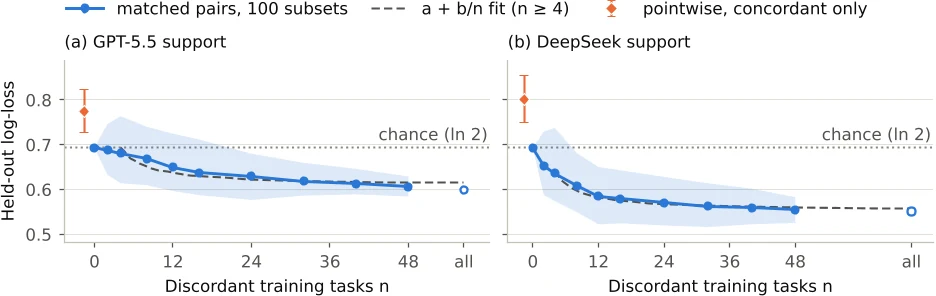 matched pairs, 100 subsets a + b/n fit (n ≥ 4) pointwise, concordant only
(a) GPT-5.5 support
(b) DeepSeek support
Held-out log-loss
0.8
0.7
0.6
0.5
chance (ln 2)
chance (ln 2)
0 12 24 36 48 all
0 12 24 36 48 all
Discordant training tasks n
Discordant training tasks n